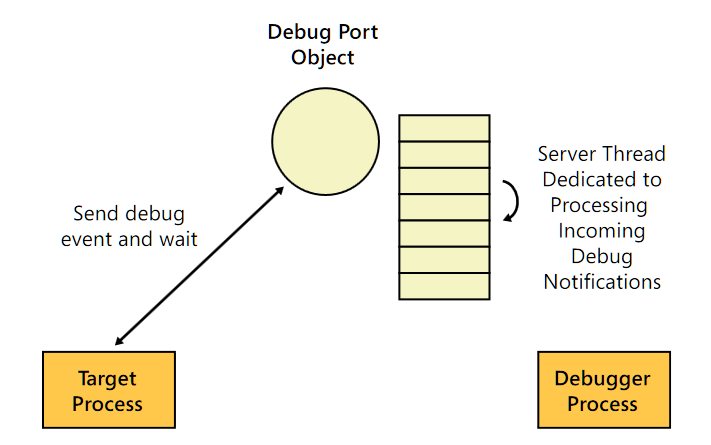 Debug Port
Object
Server Thread
Dedicated to
Processing
Incoming
Debug
Notifications
Send debug
event and wait
Target
Process
Debugger
Process